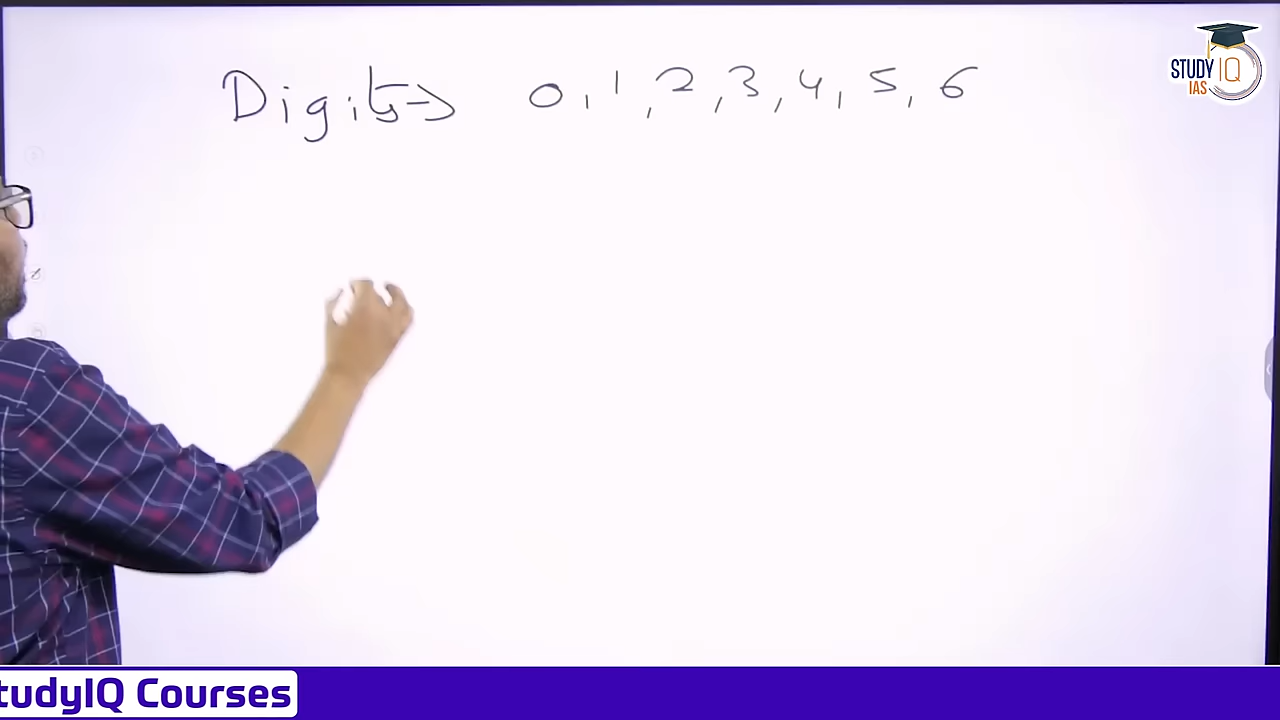 Digits→ 0, 1, 2, 3, 4, 5, 6
STUDY IQ
IAS
tudyIQ Courses